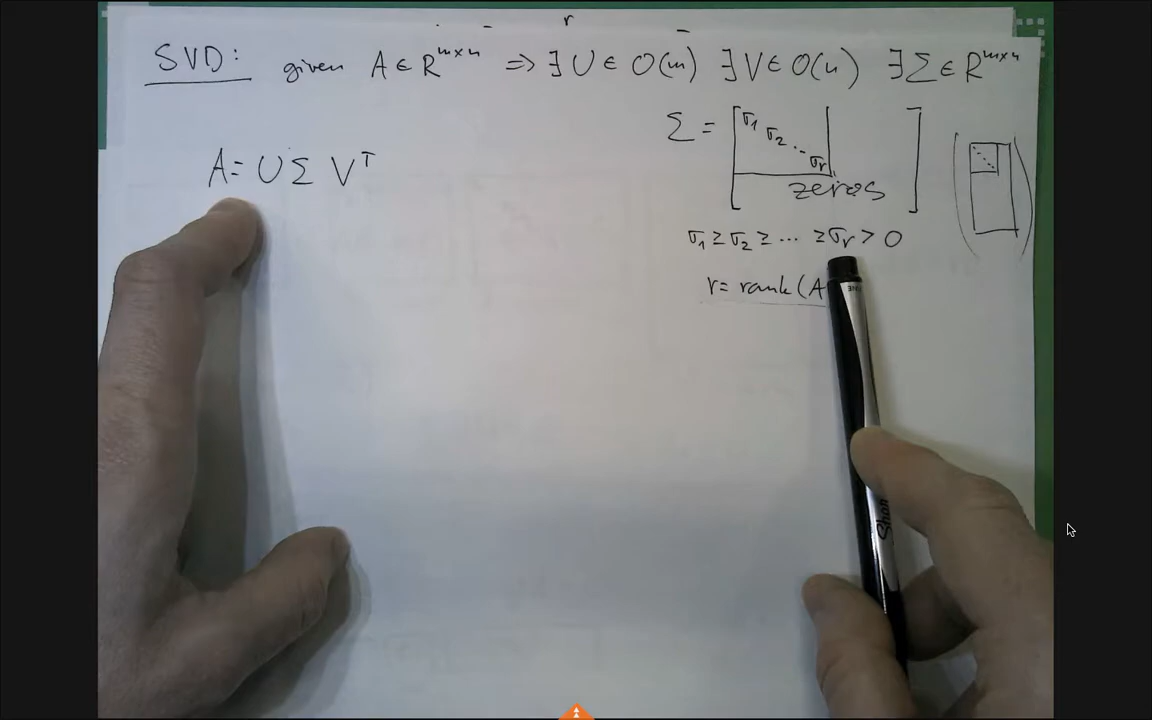 r
SVD: given A ∈ R^{m×n} ⇒ ∃ U ∈ O(m) ∃ V ∈ O(n) ∃ Σ ∈ R^{m×n}
Σ = [σ1 σ2 ... σr zeros]
A = U Σ V^T
σ1 ≥ σ2 ≥ ... ≥ σr > 0
r = rank(A